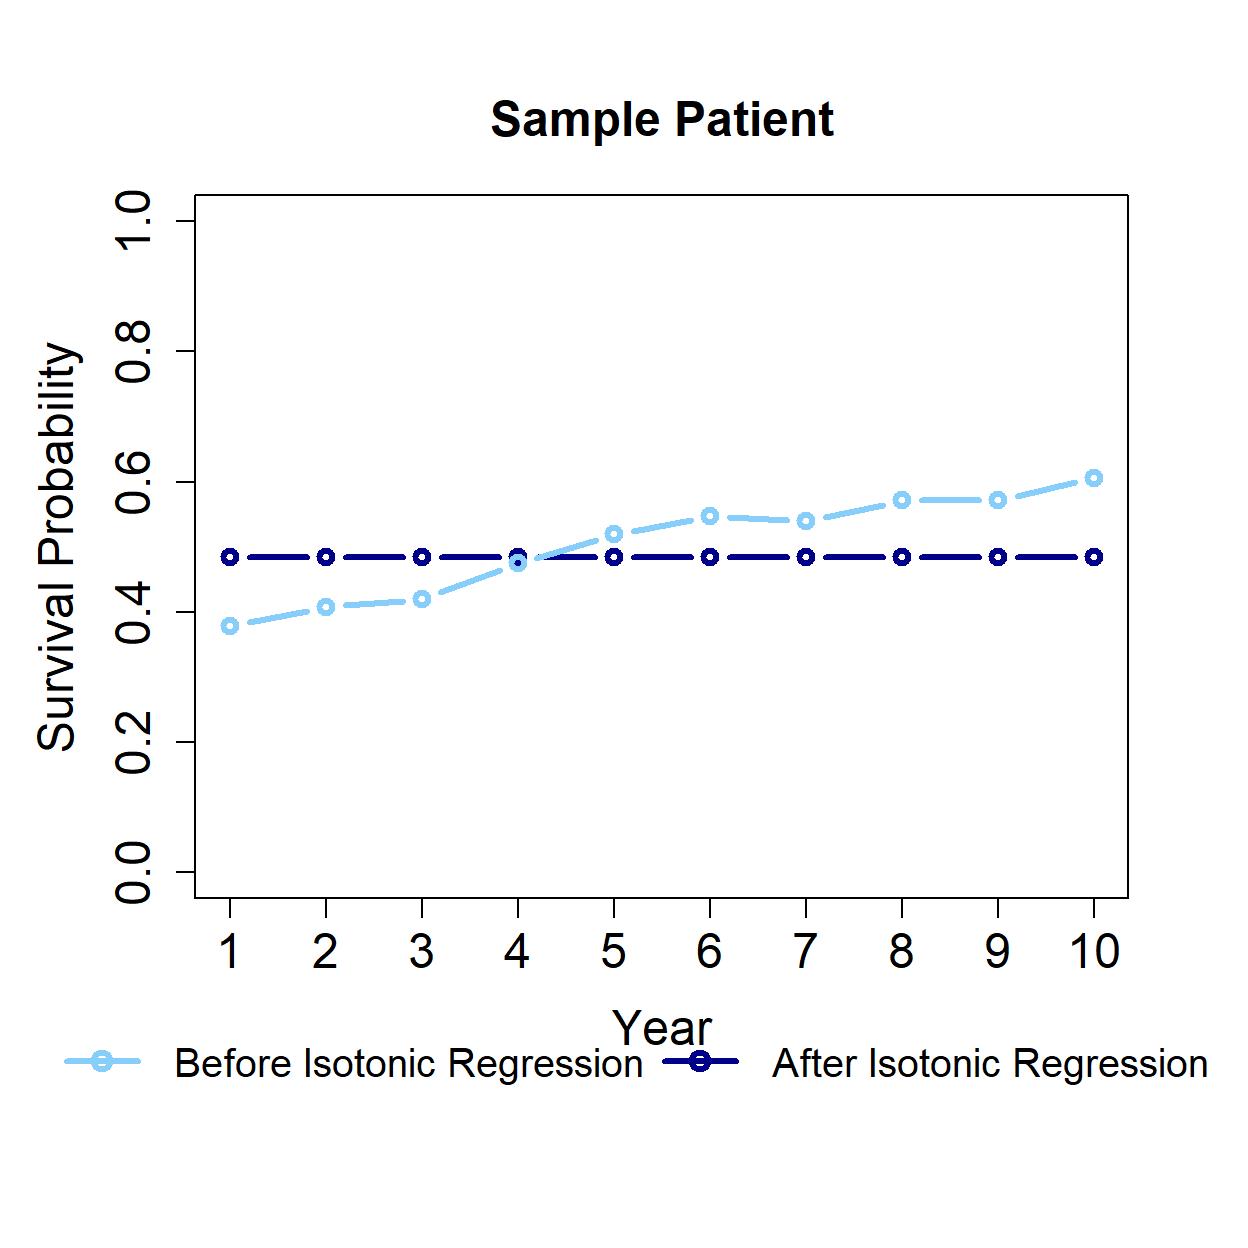 Sample Patient
Survival Probability
1.0
0.8
0.6
0.4
0.2
0.0
1 2 3 4 5 6 7 8 9 10
Year
Before Isotonic Regression After Isotonic Regression